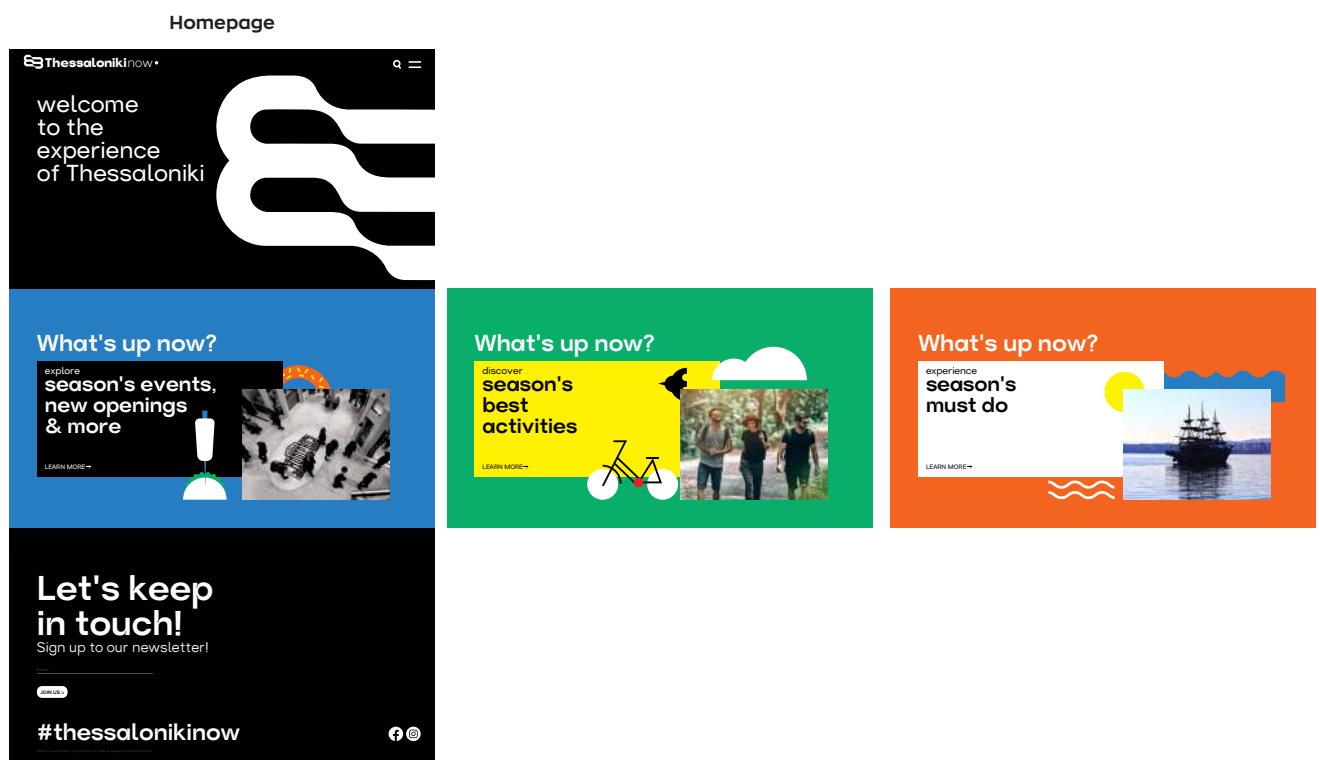 Homepage
Thessalonikinow
welcome
to the
experience
of Thessaloniki
What's up now?
explore
season's events,
new openings
& more
LEARN MORE→
What's up now?
discover
season's
best
activities
LEARN MORE→
What's up now?
experience
season's
must do
LEARN MORE→
Let's keep
in touch!
Sign up to our newsletter!
JOIN US
#thessalonikinow